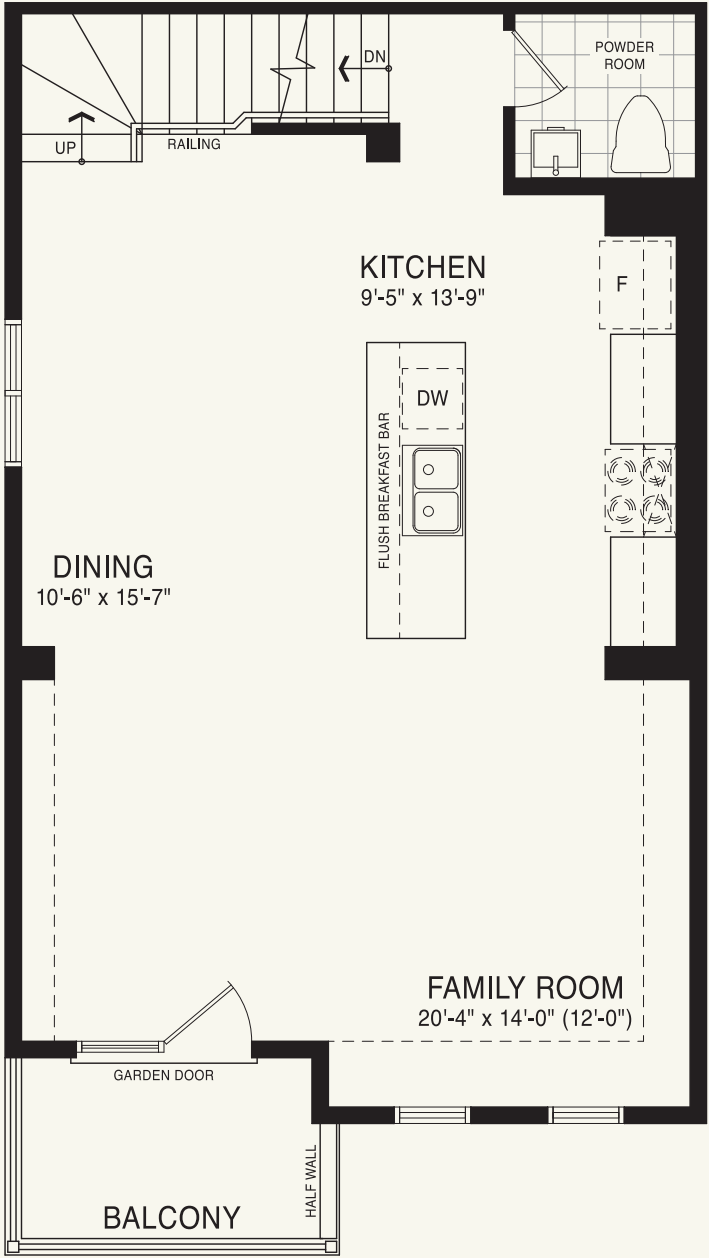 POWDER
ROOM
DN
UP
RAILING
KITCHEN
9'-5" x 13'-9"
F
DW
FLUSH BREAKFAST BAR
DINING
10'-6" x 15'-7"
FAMILY ROOM
20'-4" x 14'-0" (12'-0")
GARDEN DOOR
HALF WALL
BALCONY